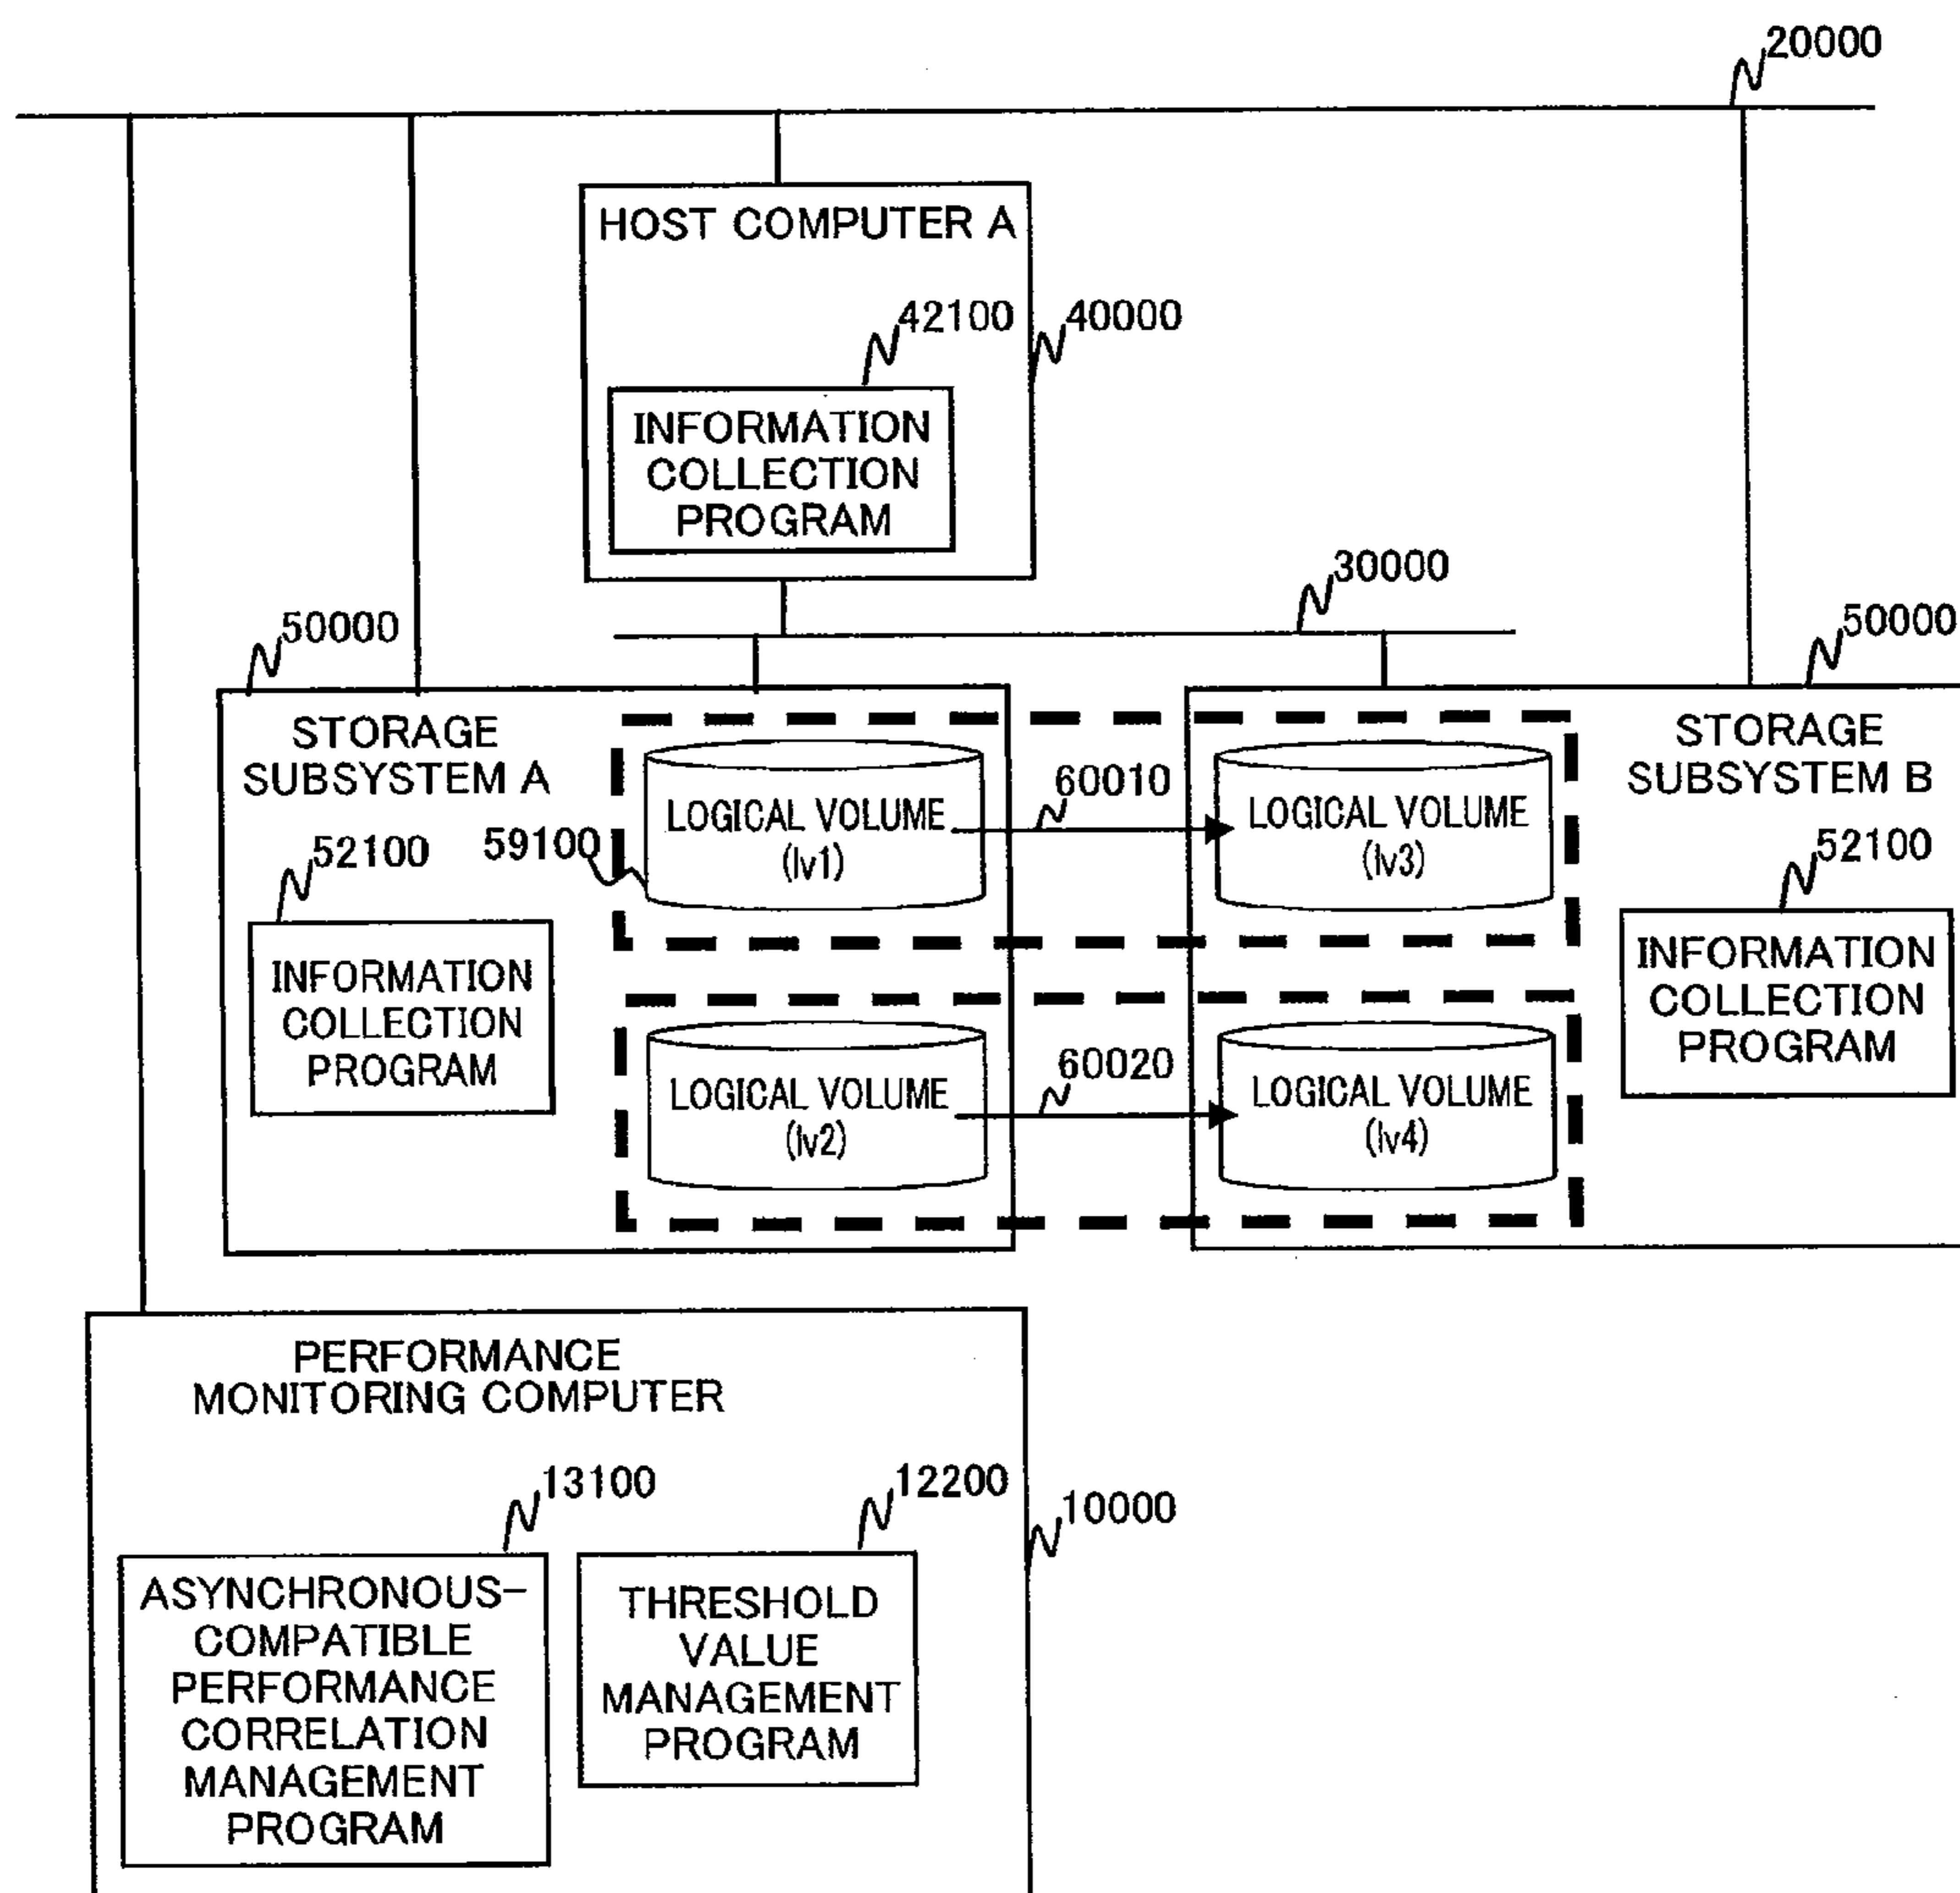 20000
HOST COMPUTER A
42100
40000
INFORMATION
COLLECTION
PROGRAM
30000
50000
50000
STORAGE
SUBSYSTEM A
STORAGE
SUBSYSTEM B
59100
LOGICAL VOLUME
(lv1)
60010
LOGICAL VOLUME
(lv3)
52100
52100
INFORMATION
COLLECTION
PROGRAM
INFORMATION
COLLECTION
PROGRAM
LOGICAL VOLUME
(lv2)
60020
LOGICAL VOLUME
(lv4)
PERFORMANCE
MONITORING COMPUTER
13100
12200
10000
ASYNCHRONOUS-
COMPATIBLE
PERFORMANCE
CORRELATION
MANAGEMENT
PROGRAM
THRESHOLD
VALUE
MANAGEMENT
PROGRAM